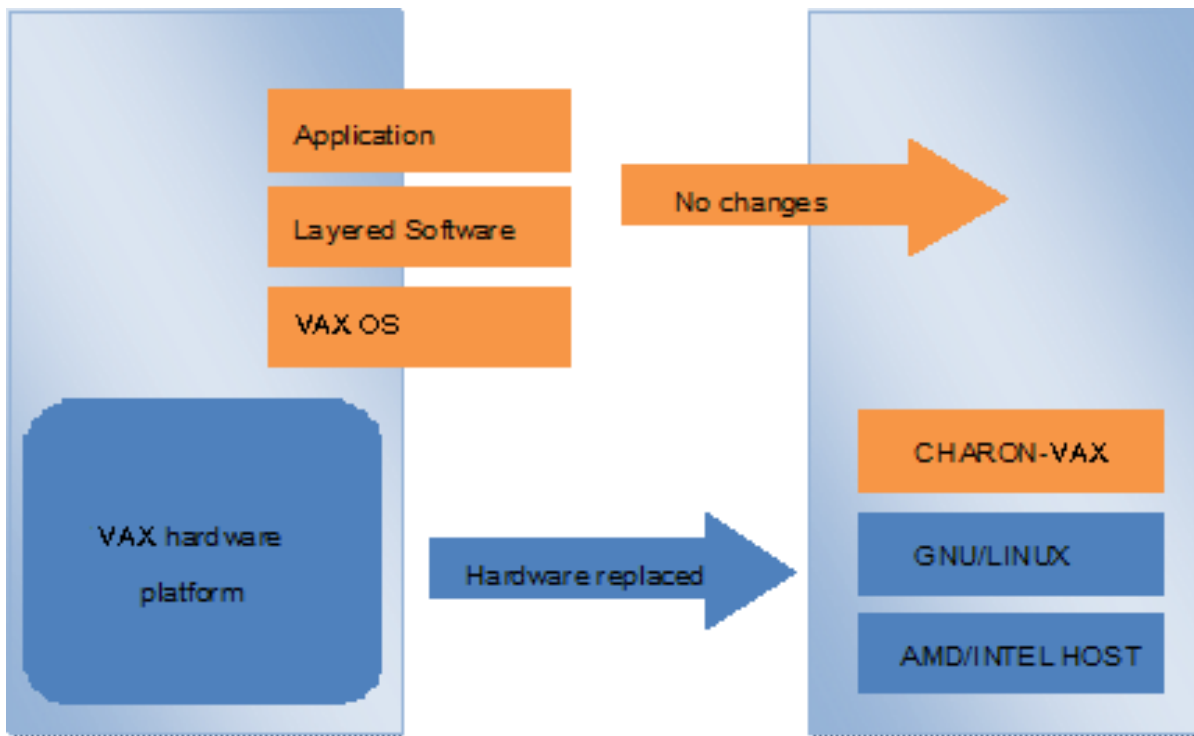 Application
Layered Software
No changes
VAX OS
VAX hardware
platform
Hardware replaced
CHARON-VAX
GNU/LINUX
AMD/INTEL HOST